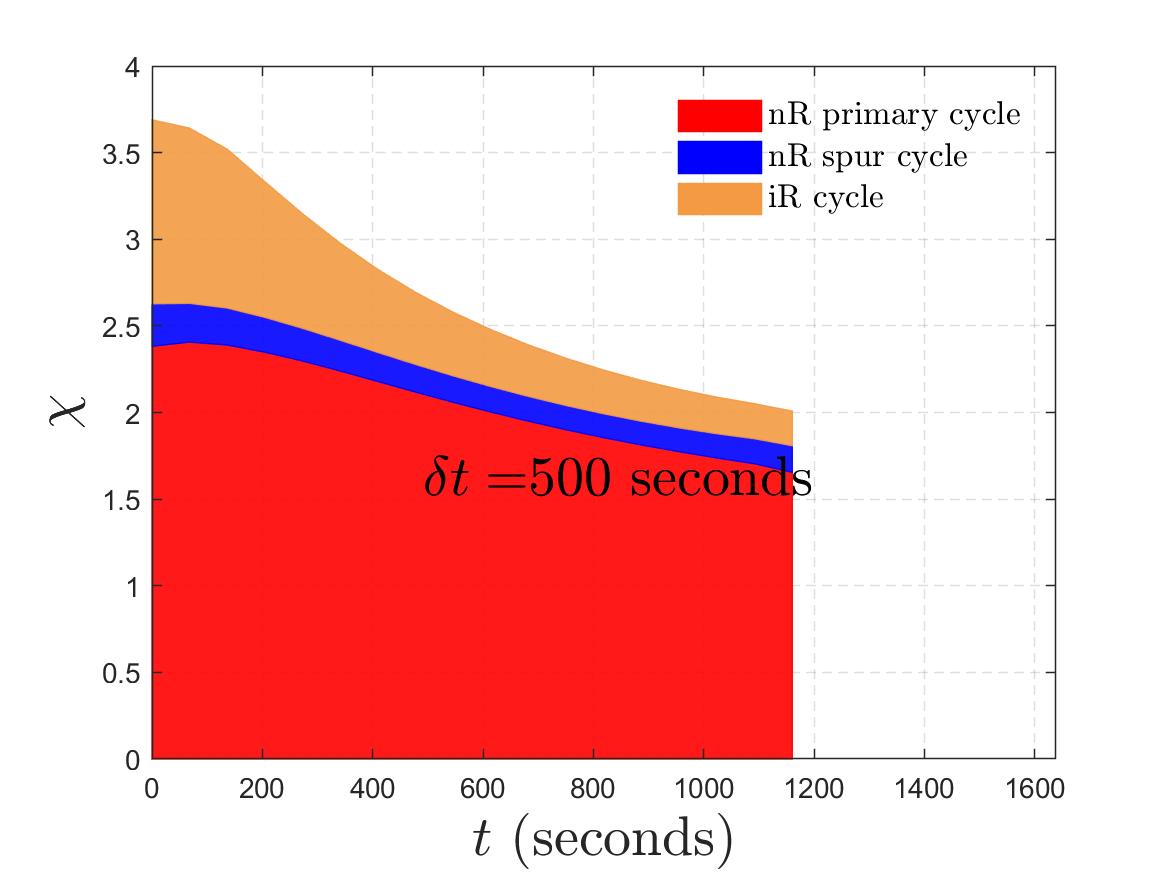 4
3.5
3
2.5
2
1.5
1
0.5
0
χ
nR primary cycle
nR spur cycle
iR cycle
δt =500 seconds
0 200 400 600 800 1000 1200 1400 1600
t (seconds)